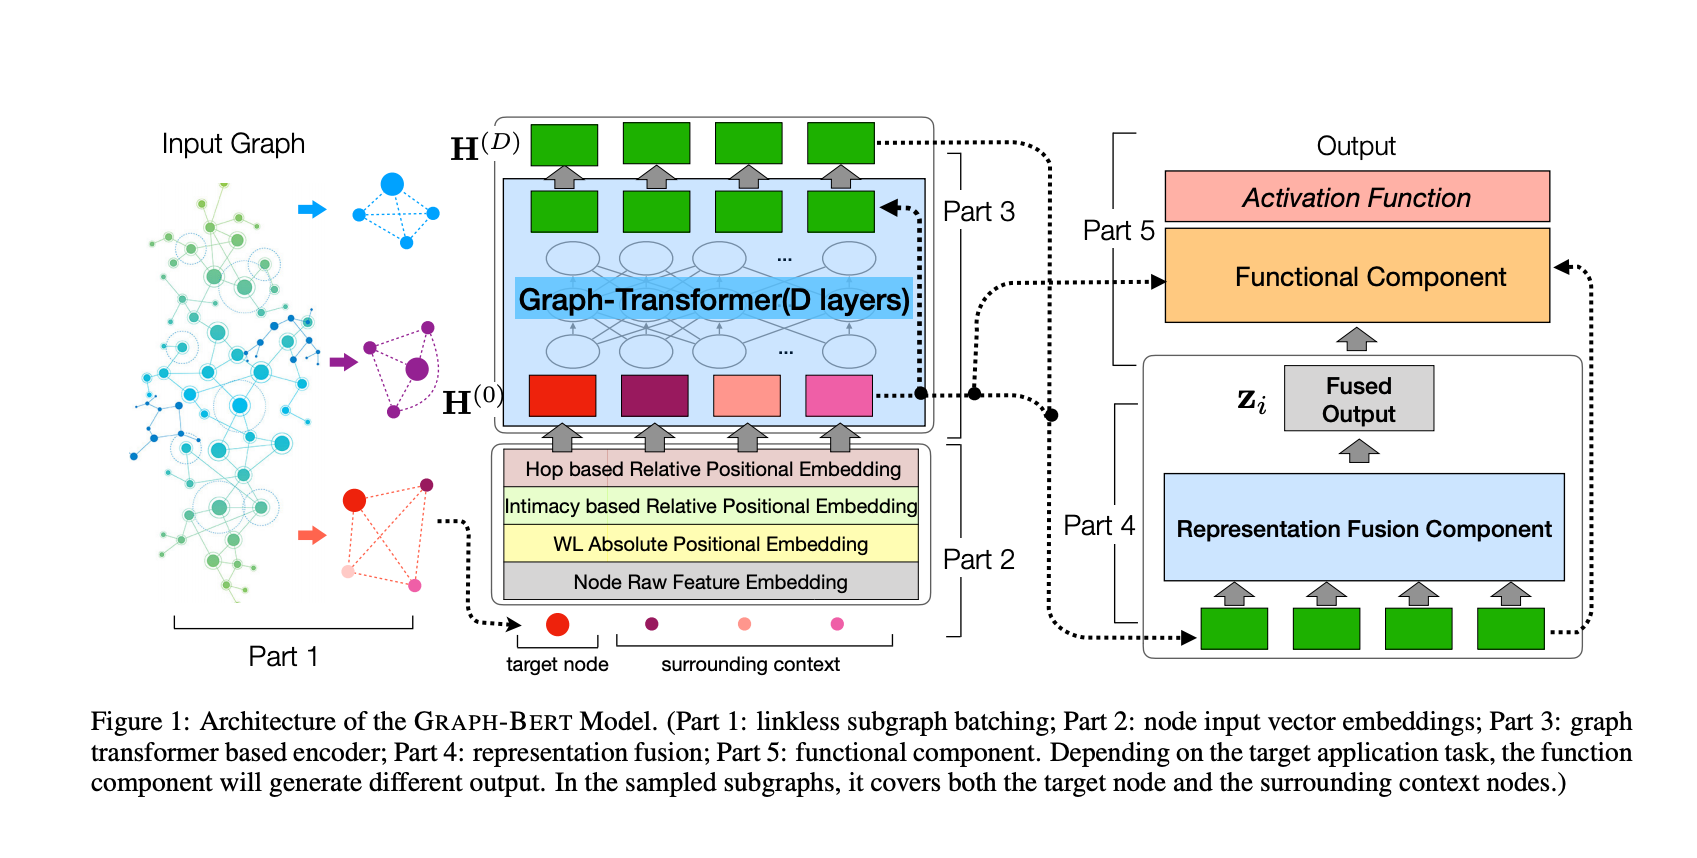 Input Graph
Part 1
H^(D)
Graph-Transformer(D layers)
...
...
H^(0)
Part 3
Hop based Relative Positional Embedding
Intimacy based Relative Positional Embedding
WL Absolute Positional Embedding
Node Raw Feature Embedding
Part 2
target node
surrounding context
Output
Activation Function
Functional Component
Part 5
z_i
Fused
Output
Representation Fusion Component
Part 4
Figure 1: Architecture of the GRAPH-BERT Model. (Part 1: linkless subgraph batching; Part 2: node input vector embeddings; Part 3: graph
transformer based encoder; Part 4: representation fusion; Part 5: functional component. Depending on the target application task, the function
component will generate different output. In the sampled subgraphs, it covers both the target node and the surrounding context nodes.)